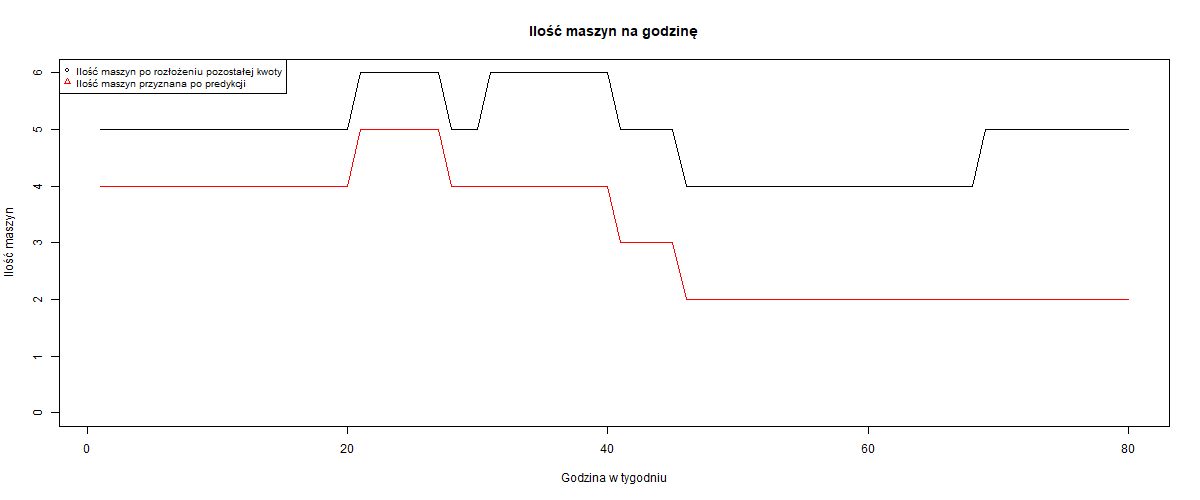 Ilość maszyn na godzinę
Ilość maszyn po rozłożeniu pozostałej kwoty
Ilość maszyn przyznana po predykcji
Ilość maszyn
6
5
4
3
2
1
0
0 20 40 60 80
Godzina w tygodniu